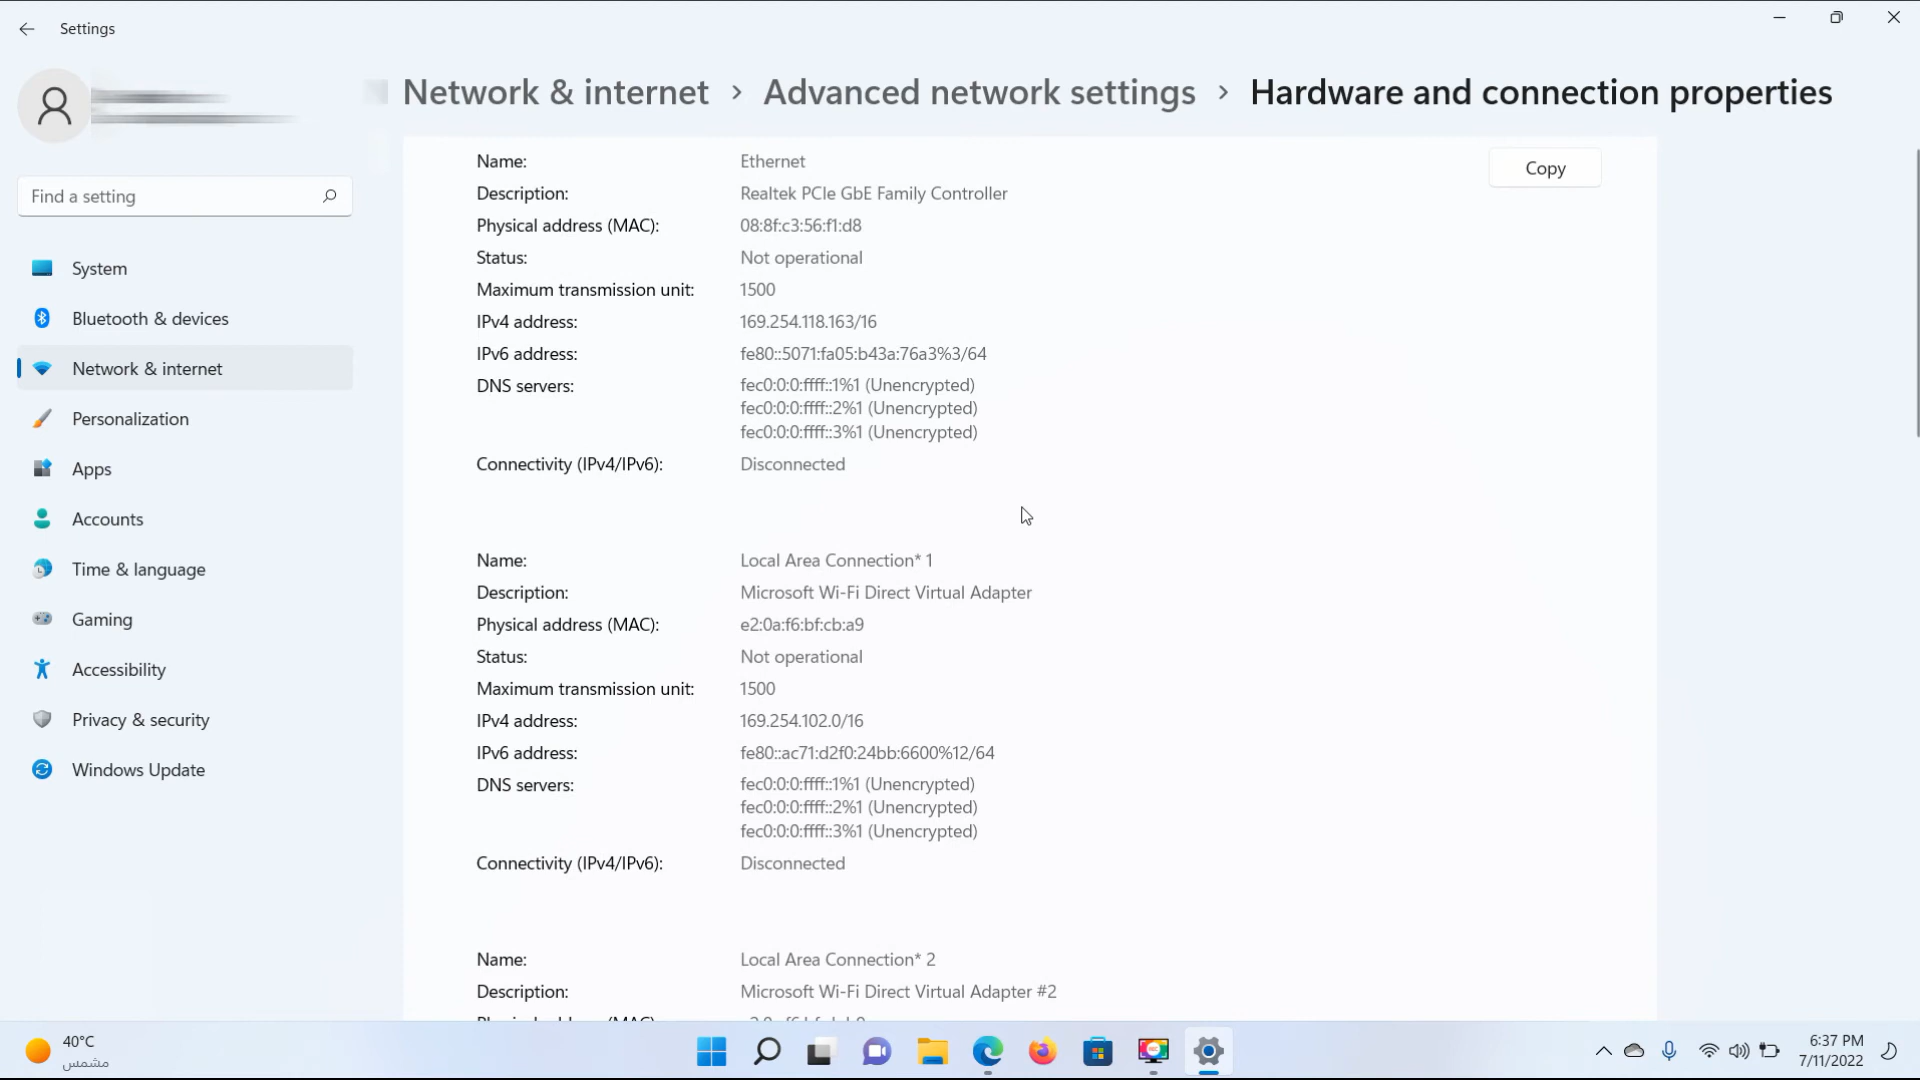 Settings
Network & internet > Advanced network settings > Hardware and connection properties
Find a setting
System
Bluetooth & devices
Network & internet
Personalization
Apps
Accounts
Time & language
Gaming
Accessibility
Privacy & security
Windows Update
Copy
Name: Ethernet
Description: Realtek PCIe GbE Family Controller
Physical address (MAC): 08:8f:c3:56:f1:d8
Status: Not operational
Maximum transmission unit: 1500
IPv4 address: 169.254.118.163/16
IPv6 address: fe80::5071:fa05:b43a:76a3%3/64
DNS servers: fec0:0:0:ffff::1%1 (Unencrypted)
fec0:0:0:ffff::2%1 (Unencrypted)
fec0:0:0:ffff::3%1 (Unencrypted)
Connectivity (IPv4/IPv6): Disconnected
Name: Local Area Connection* 1
Description: Microsoft Wi-Fi Direct Virtual Adapter
Physical address (MAC): e2:0a:f6:bf:cb:a9
Status: Not operational
Maximum transmission unit: 1500
IPv4 address: 169.254.102.0/16
IPv6 address: fe80::ac71:d2f0:24bb:6600%12/64
DNS servers: fec0:0:0:ffff::1%1 (Unencrypted)
fec0:0:0:ffff::2%1 (Unencrypted)
fec0:0:0:ffff::3%1 (Unencrypted)
Connectivity (IPv4/IPv6): Disconnected
Name: Local Area Connection* 2
Description: Microsoft Wi-Fi Direct Virtual Adapter #2
Physical address (MAC)
40°C
مشمس
6:37 PM
7/11/2022